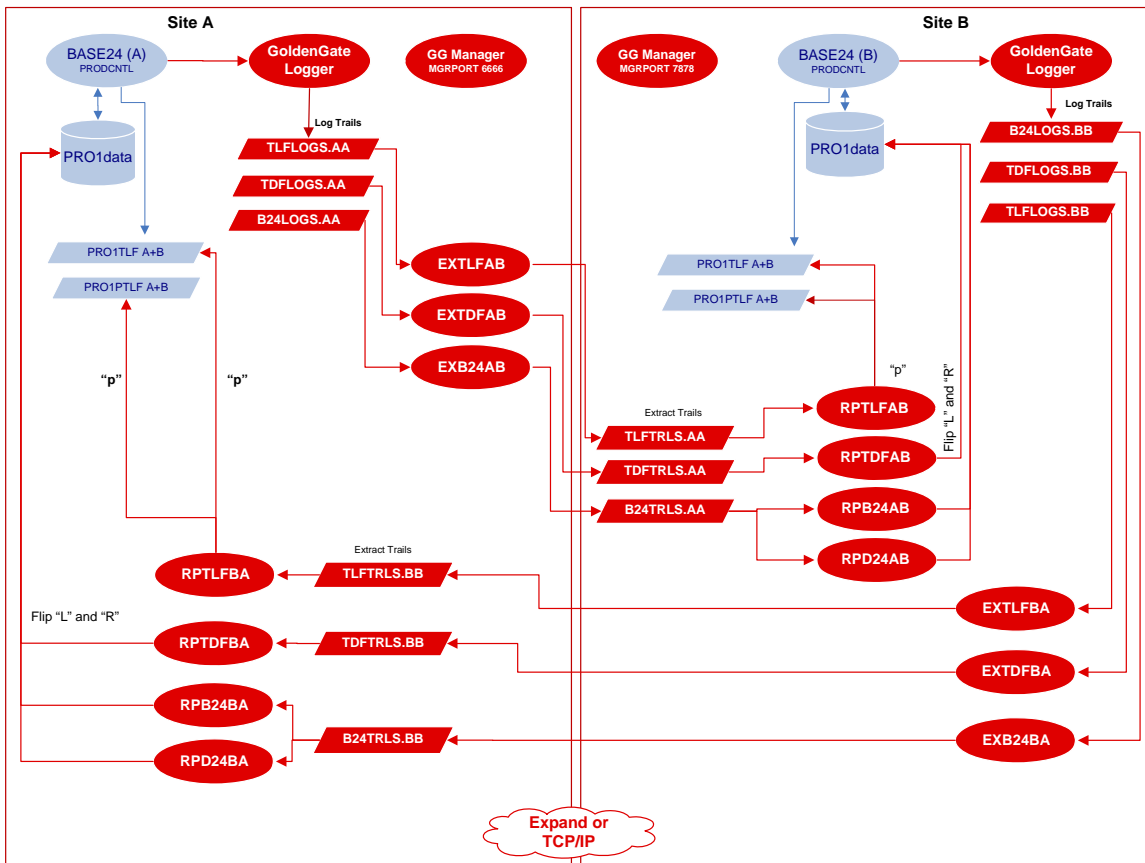 Site A
BASE24 (A)
PRODCNTL
GoldenGate
Logger
GG Manager
MGRPORT 6666
Log Trails
PRO1data
TLFLOGS.AA
TDFLOGS.AA
B24LOGS.AA
PRO1TLF A+B
PRO1PTLF A+B
EXTLFAB
EXTDFAB
EXB24AB
“p”
“p”
Extract Trails
RPTLFBA
TLFTRLS.BB
Flip “L” and “R”
RPTDFBA
TDFTRLS.BB
RPB24BA
B24TRLS.BB
RPD24BA
Site B
GG Manager
MGRPORT 7878
BASE24 (B)
PRODCNTL
GoldenGate
Logger
Log Trails
PRO1data
B24LOGS.BB
TDFLOGS.BB
TLFLOGS.BB
PRO1TLF A+B
PRO1PTLF A+B
“p”
Flip “L” and “R”
Extract Trails
RPTLFAB
TLFTRLS.AA
RPTDFAB
TDFTRLS.AA
RPB24AB
B24TRLS.AA
RPD24AB
EXTLFBA
EXTDFBA
EXB24BA
Expand or
TCP/IP